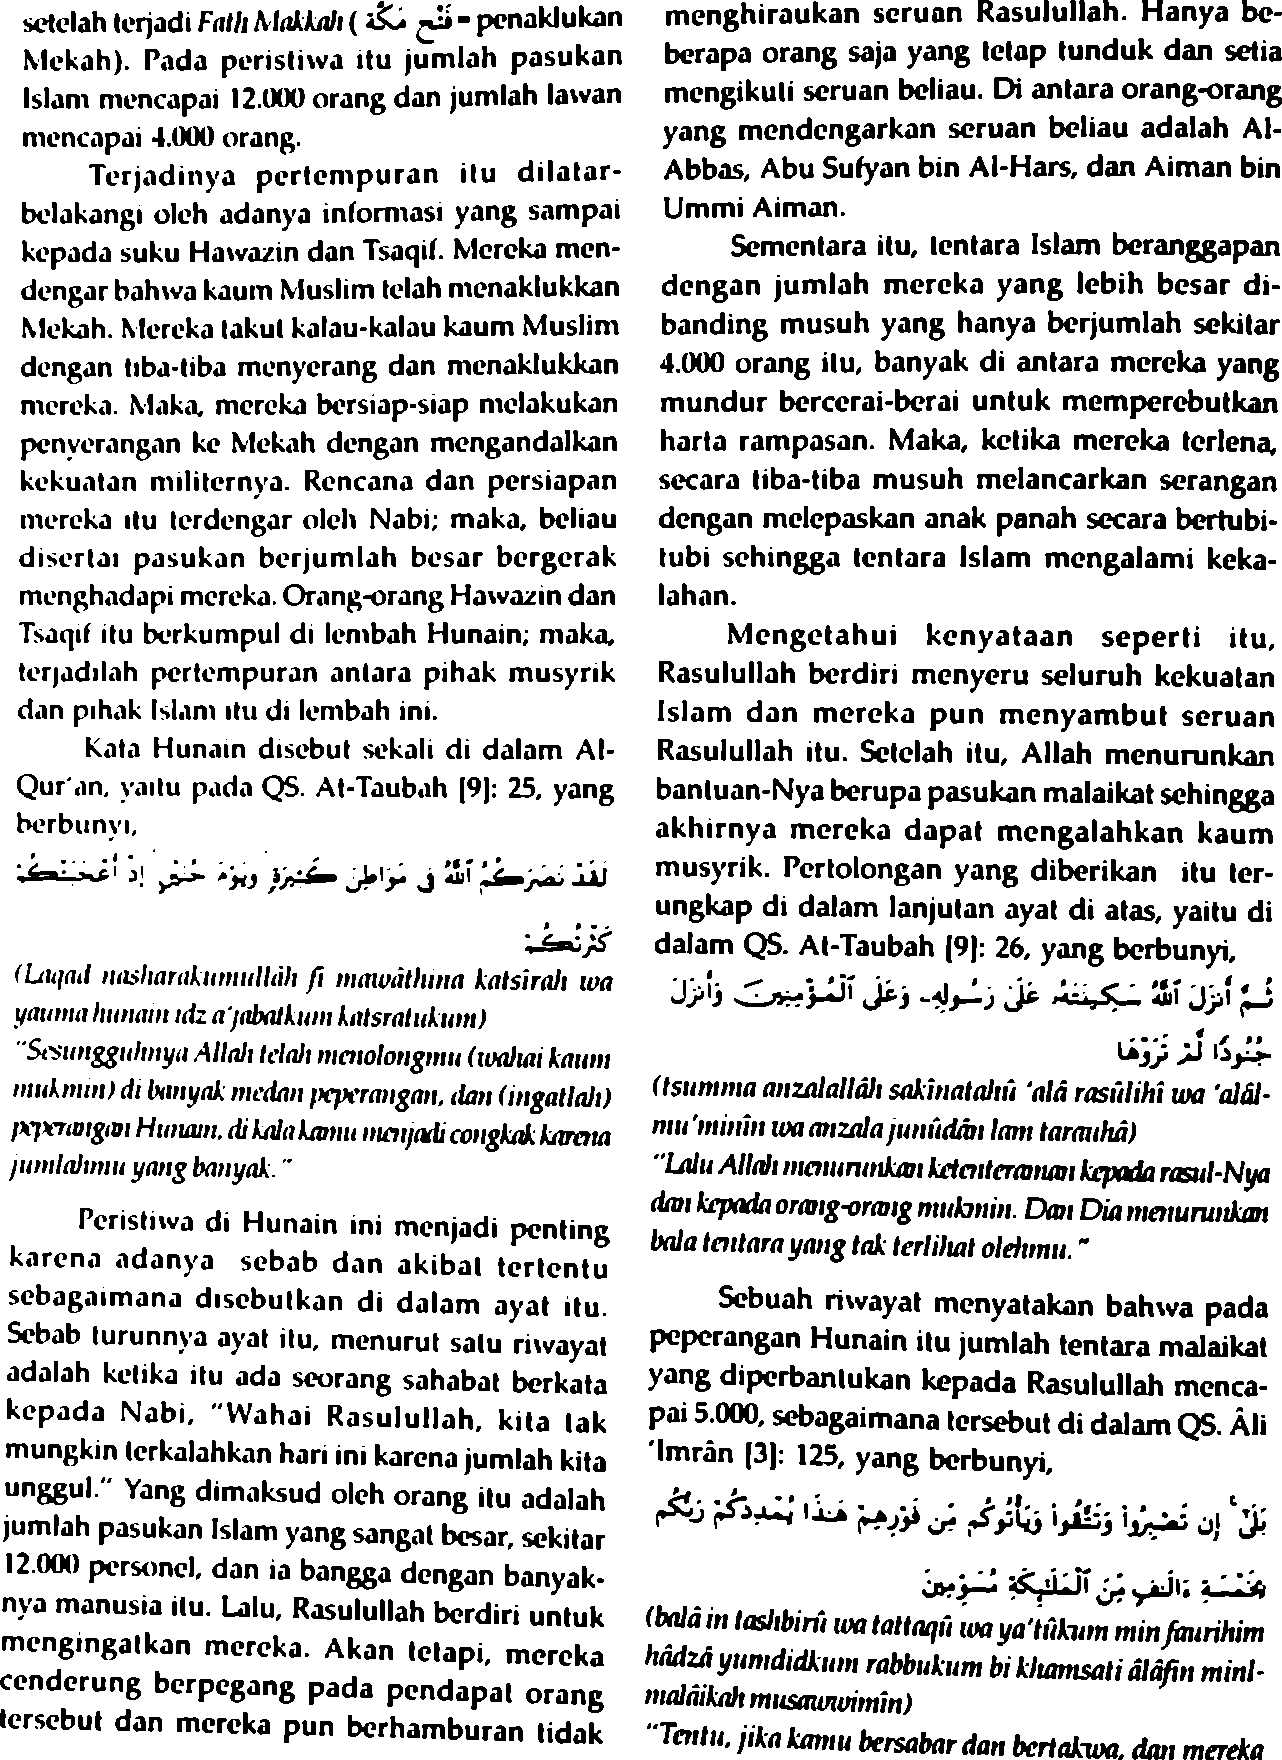 setelah terjadi Fath Makkah ( فَتْح مَكَّة = penaklukan
Mekah). Pada peristiwa itu jumlah pasukan
Islam mencapai 12.000 orang dan jumlah lawan
mencapai 4.000 orang.
Terjadinya pertempuran itu dilatar-
belakangi oleh adanya informasi yang sampai
kepada suku Hawazin dan Tsaqif. Mereka men-
dengar bahwa kaum Muslim telah menaklukkan
Mekah. Mereka takut kalau-kalau kaum Muslim
dengan tiba-tiba menyerang dan menaklukkan
mereka. Maka, mereka bersiap-siap melakukan
penyerangan ke Mekah dengan mengandalkan
kekuatan militernya. Rencana dan persiapan
mereka itu terdengar oleh Nabi; maka, beliau
disertai pasukan berjumlah besar bergerak
menghadapi mereka. Orang-orang Hawazin dan
Tsaqif itu berkumpul di lembah Hunain; maka,
terjadilah pertempuran antara pihak musyrik
dan pihak Islam itu di lembah ini.
Kata Hunain disebut sekali di dalam Al-
Qur'an, yaitu pada QS. At-Taubah [9]: 25, yang
berbunyi,
لَقَدْ نَصَرَكُمُ ٱللَّهُ فِى مَوَاطِنَ كَثِيرَةٍ وَيَوْمَ حُنَيْنٍ إِذْ أَعْجَبَتْكُمْ
كَثْرَتُكُمْ
(Laqad nasharakumullâh fî mawâthina katsîrah wa
yauma hunain idz a'jabatkum katsratukum)
"Sesungguhnya Allah telah menolongmu (wahai kaum
mukmin) di banyak medan peperangan, dan (ingatlah)
peperangan Hunain, di kala kamu menjadi congkak karena
jumlahmu yang banyak."
Peristiwa di Hunain ini menjadi penting
karena adanya sebab dan akibat tertentu
sebagaimana disebutkan di dalam ayat itu.
Sebab turunnya ayat itu, menurut satu riwayat
adalah ketika itu ada seorang sahabat berkata
kepada Nabi, "Wahai Rasulullah, kita tak
mungkin terkalahkan hari ini karena jumlah kita
unggul." Yang dimaksud oleh orang itu adalah
jumlah pasukan Islam yang sangat besar, sekitar
12.000 personel, dan ia bangga dengan banyak-
nya manusia itu. Lalu, Rasulullah berdiri untuk
mengingatkan mereka. Akan tetapi, mereka
cenderung berpegang pada pendapat orang
tersebut dan mereka pun berhamburan tidak
menghiraukan seruan Rasulullah. Hanya be-
berapa orang saja yang tetap tunduk dan setia
mengikuti seruan beliau. Di antara orang-orang
yang mendengarkan seruan beliau adalah Al-
Abbas, Abu Sufyan bin Al-Hars, dan Aiman bin
Ummi Aiman.
Sementara itu, tentara Islam beranggapan
dengan jumlah mereka yang lebih besar di-
banding musuh yang hanya berjumlah sekitar
4.000 orang itu, banyak di antara mereka yang
mundur bercerai-berai untuk memperebutkan
harta rampasan. Maka, ketika mereka terlena,
secara tiba-tiba musuh melancarkan serangan
dengan melepaskan anak panah secara bertubi-
tubi sehingga tentara Islam mengalami keka-
lahan.
Mengetahui kenyataan seperti itu,
Rasulullah berdiri menyeru seluruh kekuatan
Islam dan mereka pun menyambut seruan
Rasulullah itu. Setelah itu, Allah menurunkan
bantuan-Nya berupa pasukan malaikat sehingga
akhirnya mereka dapat mengalahkan kaum
musyrik. Pertolongan yang diberikan itu ter-
ungkap di dalam lanjutan ayat di atas, yaitu di
dalam QS. At-Taubah [9]: 26, yang berbunyi,
ثُمَّ أَنزَلَ ٱللَّهُ سَكِينَتَهُۥ عَلَىٰ رَسُولِهِۦ وَعَلَى ٱلْمُؤْمِنِينَ وَأَنزَلَ
جُنُودًا لَّمْ تَرَوْهَا
(tsumma anzalallâh sakînatahû 'alâ rasûlihî wa 'alâl-
mu'minîn wa anzala junûdân lam tarauhâ)
"Lalu Allah menurunkan ketenteraman kepada rasul-Nya
dan kepada orang-orang mukmin. Dan Dia menurunkan
bala tentara yang tak terlihat olehmu."
Sebuah riwayat menyatakan bahwa pada
peperangan Hunain itu jumlah tentara malaikat
yang diperbantukan kepada Rasulullah menca-
pai 5.000, sebagaimana tersebut di dalam QS. Âli
'Imrân [3]: 125, yang berbunyi,
بَلَىٰٓ إِن تَصْبِرُوا۟ وَتَتَّقُوا۟ وَيَأْتُوكُم مِّن فَوْرِهِمْ هَٰذَا يُمْدِدْكُمْ رَبُّكُم
بِخَمْسَةِ ءَالَٰفٍ مِّنَ ٱلْمَلَٰٓئِكَةِ مُسَوِّمِينَ
(balâ in tashbirû wa tattaqû wa ya'tûkum min faurihim
hâdzâ yumdidkum rabbukum bi khamsati âlâfin minl-
malâikah musawwimîn)
"Tentu, jika kamu bersabar dan bertakwa, dan mereka